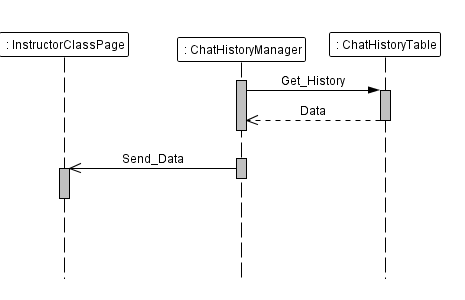 : InstructorClassPage
: ChatHistoryManager
: ChatHistoryTable
Get_History
Data
Send_Data